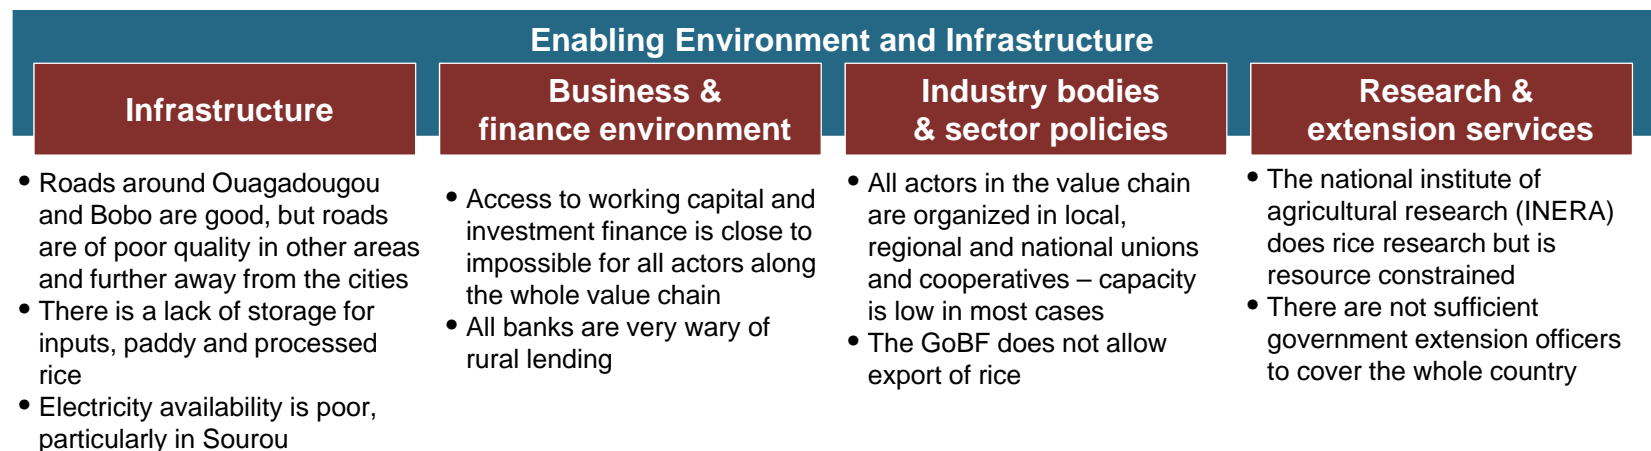 Enabling Environment and Infrastructure
Infrastructure
• Roads around Ouagadougou
and Bobo are good, but roads
are of poor quality in other areas
and further away from the cities
• There is a lack of storage for
inputs, paddy and processed
rice
• Electricity availability is poor,
particularly in Sourou
Business &
finance environment
• Access to working capital and
investment finance is close to
impossible for all actors along
the whole value chain
• All banks are very wary of
rural lending
Industry bodies
& sector policies
• All actors in the value chain
are organized in local,
regional and national unions
and cooperatives – capacity
is low in most cases
• The GoBF does not allow
export of rice
Research &
extension services
• The national institute of
agricultural research (INERA)
does rice research but is
resource constrained
• There are not sufficient
government extension officers
to cover the whole country